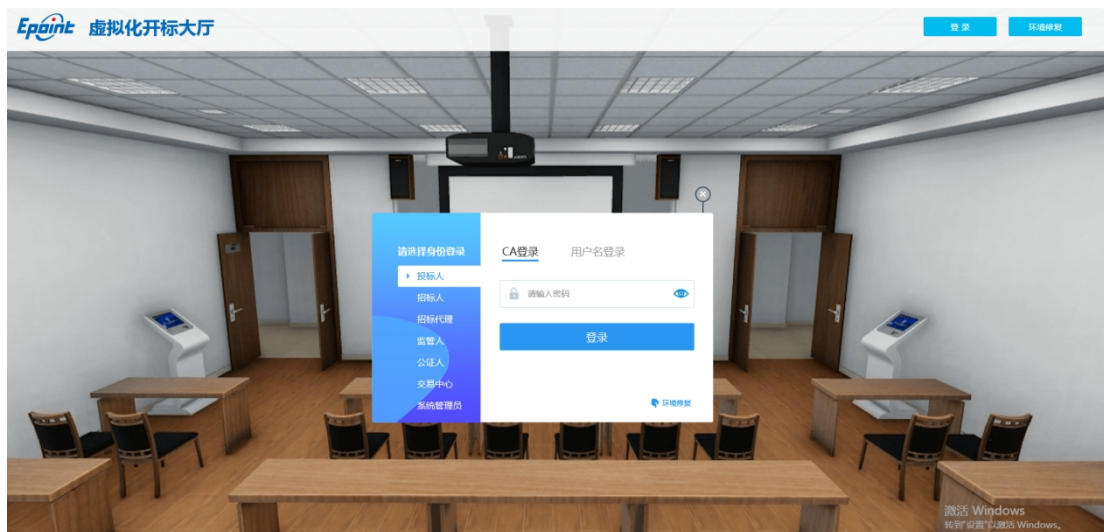 Epoint 虚拟化开标大厅
登录
环境修复
请选择身份登录
投标人
招标人
招标代理
监管人
公证人
交易中心
系统管理员
CA登录
用户名登录
请输入密码
登录
环境修复
激活 Windows
转到"设置"以激活 Windows。